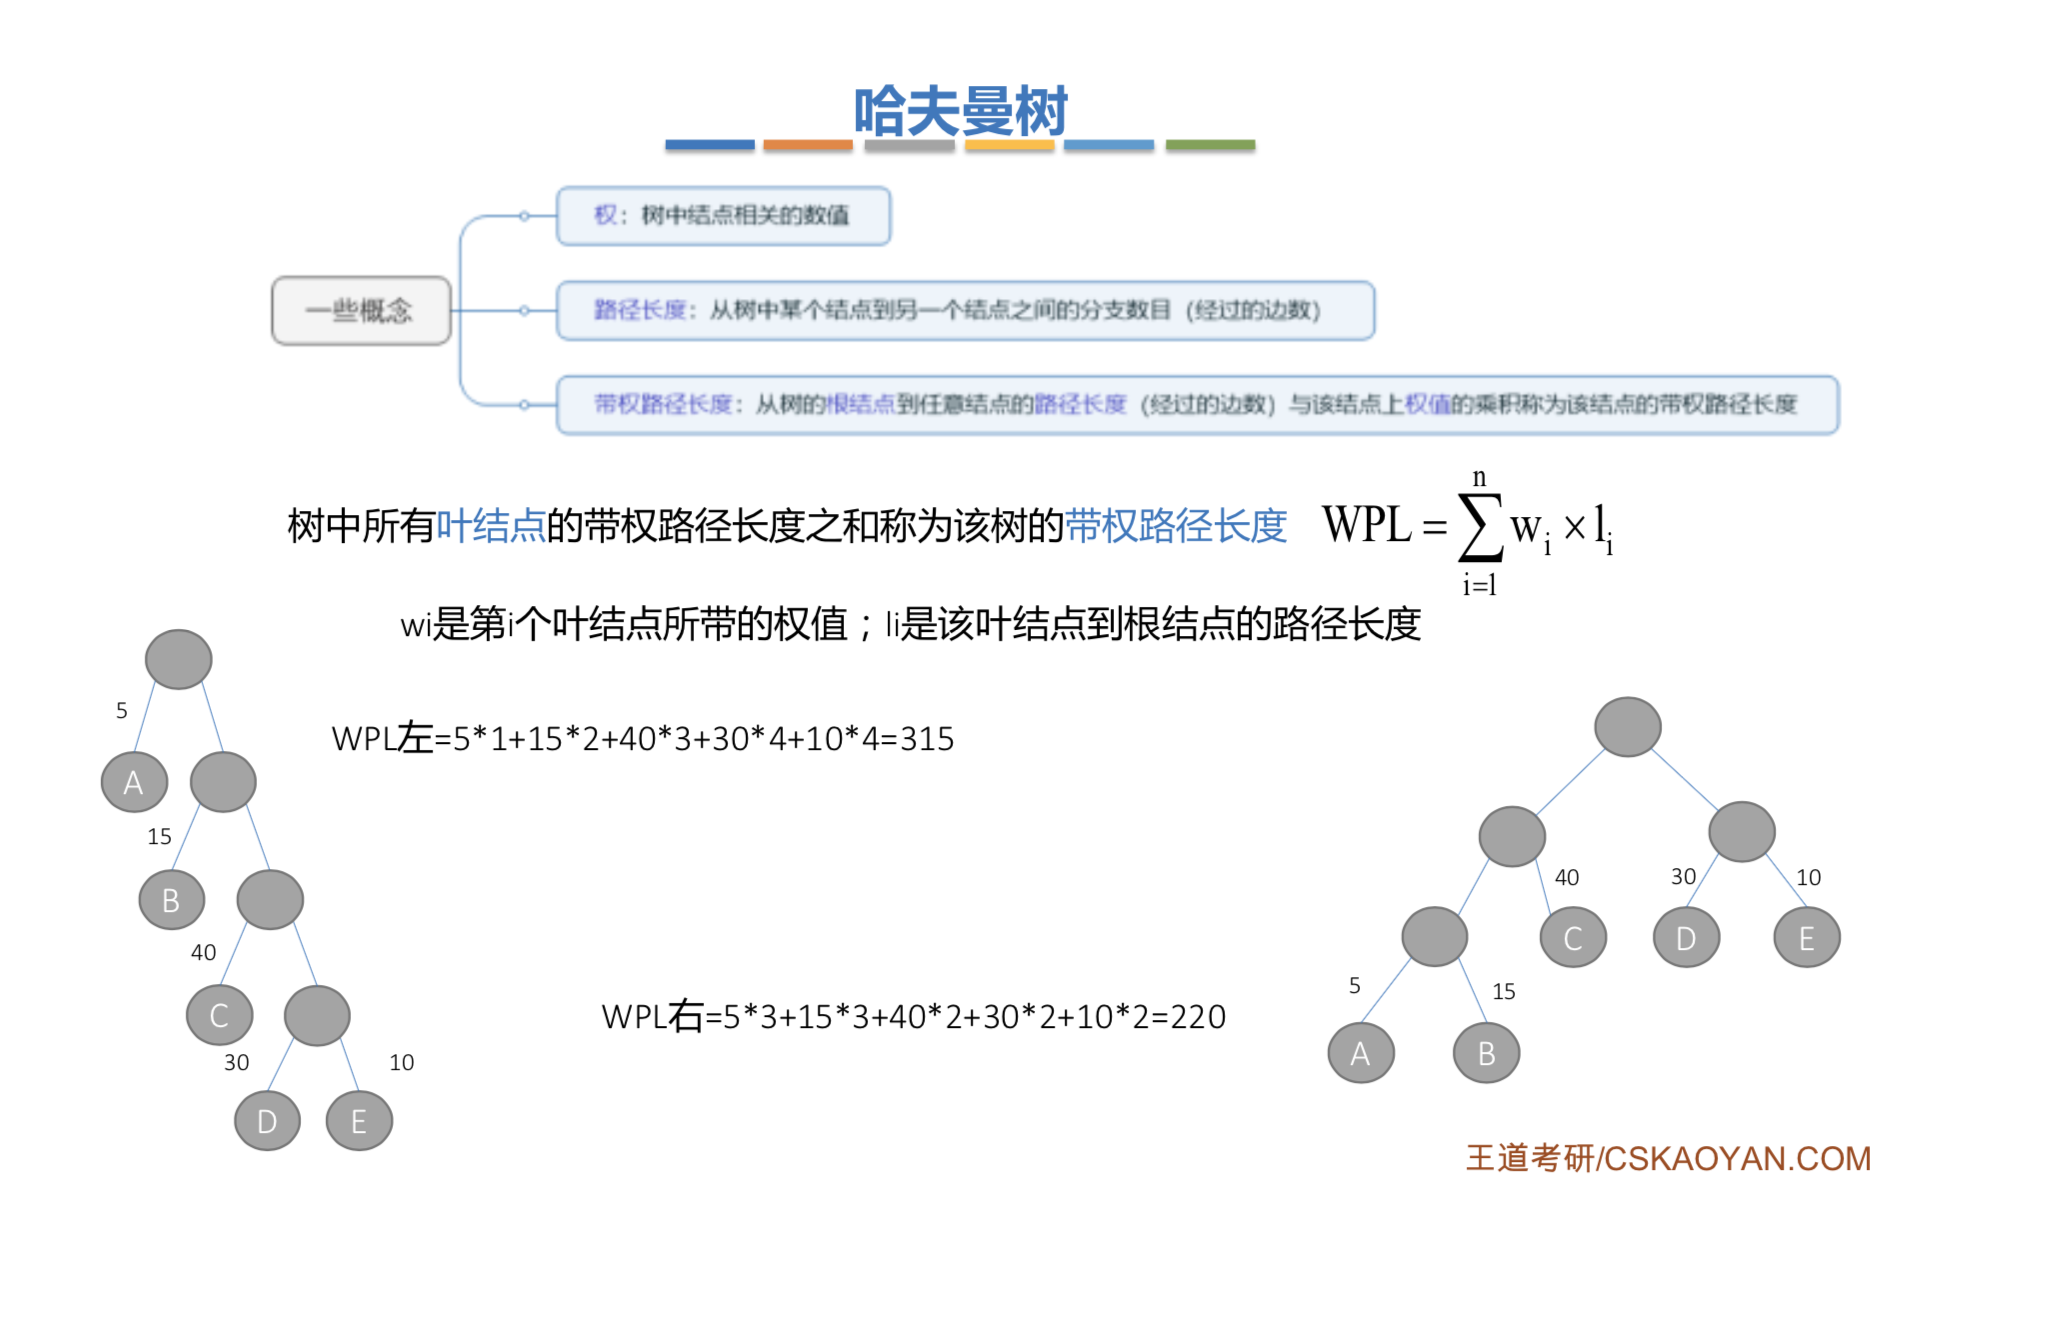 哈夫曼树
权：树中结点相关的数值
一些概念
路径长度：从树中某个结点到另一个结点之间的分支数目（经过的边数）
带权路径长度：从树的根结点到任意结点的路径长度（经过的边数）与该结点上权值的乘积称为该结点的带权路径长度
树中所有叶结点的带权路径长度之和称为该树的带权路径长度 WPL = ∑ⁿᵢ₌₁ wᵢ × lᵢ
wi是第i个叶结点所带的权值；li是该叶结点到根结点的路径长度
WPL左=5*1+15*2+40*3+30*4+10*4=315
5
A
15
B
40
C
30
10
D
E
WPL右=5*3+15*3+40*2+30*2+10*2=220
40
30
10
C
D
E
5
15
A
B
王道考研/CSKAOYAN.COM